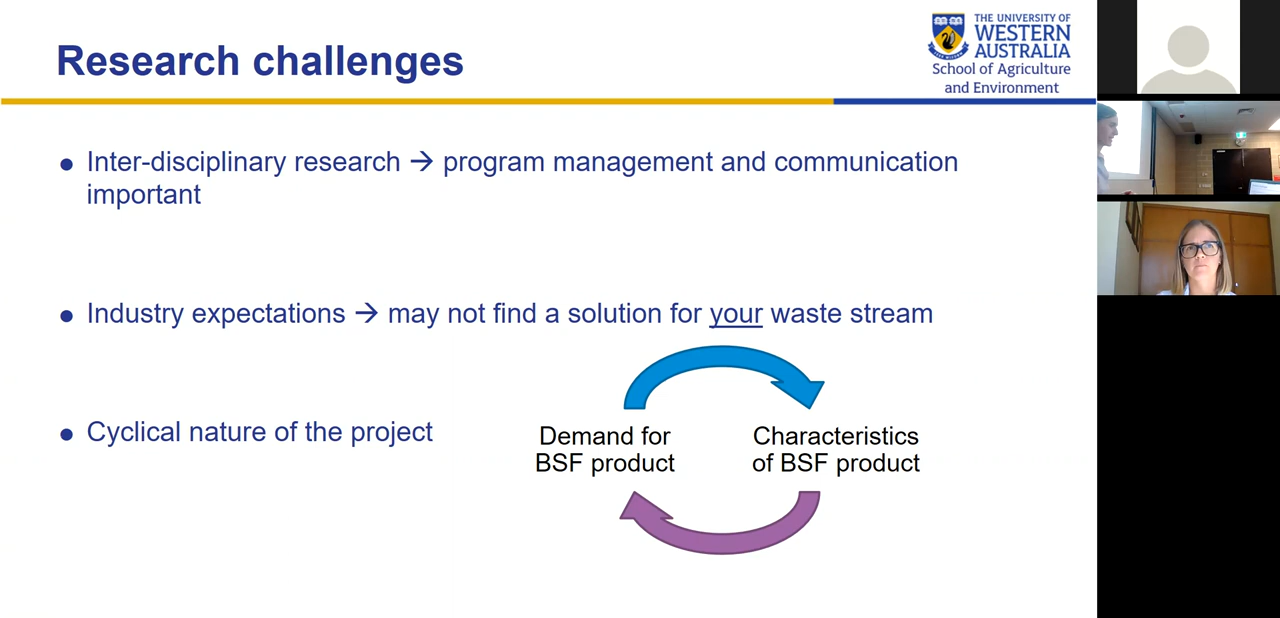 Research challenges
THE UNIVERSITY OF
WESTERN
AUSTRALIA
School of Agriculture
and Environment
● Inter-disciplinary research → program management and communication
important
● Industry expectations → may not find a solution for your waste stream
● Cyclical nature of the project
Demand for
BSF product
Characteristics
of BSF product